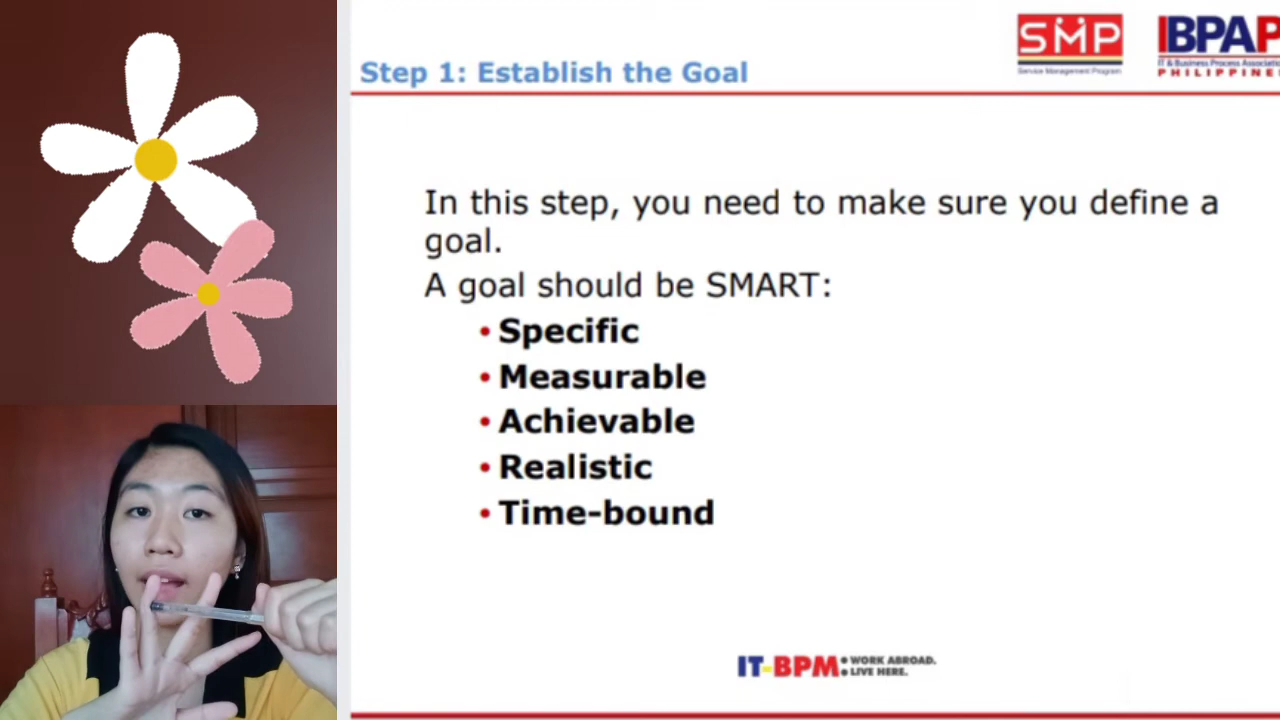 SMP
Service Management Program
IBPAP
IT & Business Process Associatio
PHILIPPINE
Step 1: Establish the Goal
In this step, you need to make sure you define a
goal.
A goal should be SMART:
• Specific
• Measurable
• Achievable
• Realistic
• Time-bound
IT-BPM: WORK ABROAD.
LIVE HERE.